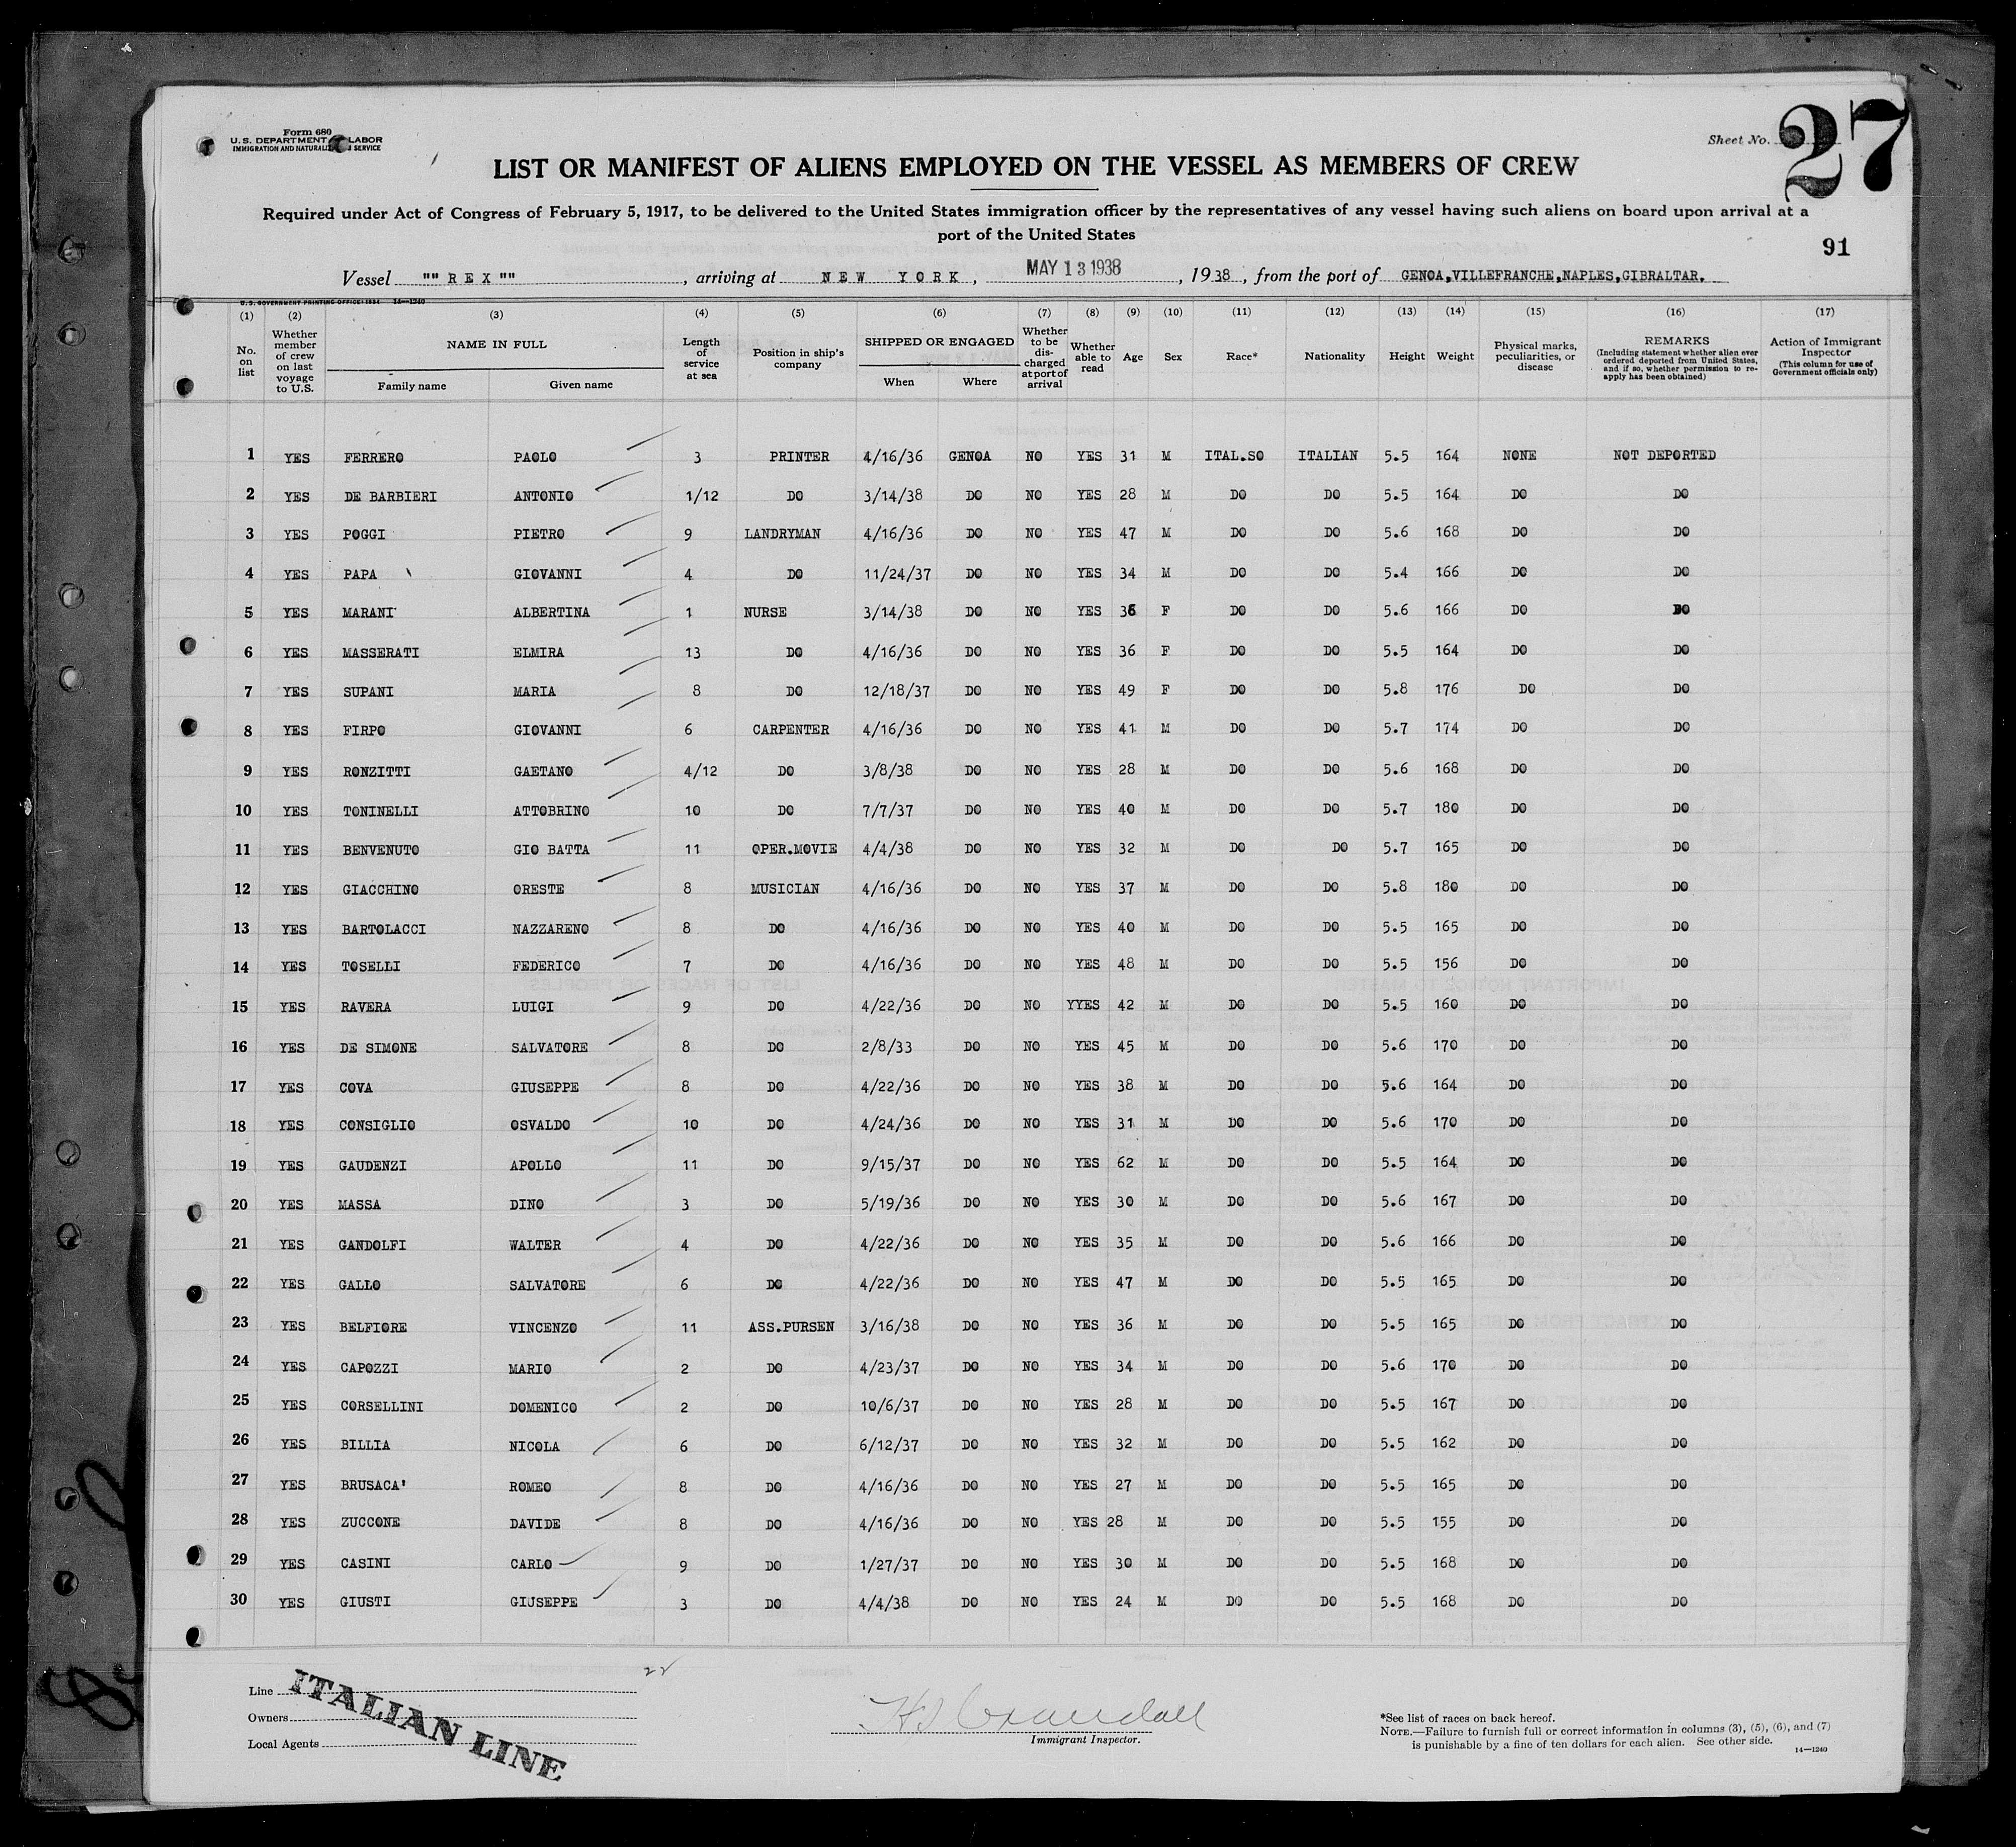 Form 680
U. S. DEPARTMENT LABOR
IMMIGRATION AND NATURALIZ SERVICE
Sheet No. 27
LIST OR MANIFEST OF ALIENS EMPLOYED ON THE VESSEL AS MEMBERS OF CREW
Required under Act of Congress of February 5, 1917, to be delivered to the United States immigration officer by the representatives of any vessel having such aliens on board upon arrival at a
port of the United States
91
Vessel ""REX"" , arriving at NEW YORK, MAY 13 1938 , 1938 , from the port of GENOA,VILLEFRANCHE,NAPLES,GIBRALTAR.
U. S. GOVERNMENT PRINTING OFFICE: 1934 14—1240
(1) (2) (3) (4) (5) (6) (7) (8) (9) (10) (11) (12) (13) (14) (15) (16) (17)
No. on list
Whether member of crew on last voyage to U.S.
NAME IN FULL
Family name Given name
Length of service at sea
Position in ship's company
SHIPPED OR ENGAGED
When Where
Whether to be discharged at port of arrival
Whether able to read
Age
Sex
Race*
Nationality
Height
Weight
Physical marks, peculiarities, or disease
REMARKS
(Including statement whether alien ever ordered deported from United States, and if so, whether permission to reapply has been obtained)
Action of Immigrant Inspector
(This column for use of Government officials only)
1 YES FERRERO PAOLO 3 PRINTER 4/16/36 GENOA NO YES 31 M ITAL.SO ITALIAN 5.5 164 NONE NOT DEPORTED
2 YES DE BARBIERI ANTONIO 1/12 DO 3/14/38 DO NO YES 28 M DO DO 5.5 164 DO DO
3 YES POGGI PIETRO 9 LANDRYMAN 4/16/36 DO NO YES 47 M DO DO 5.6 168 DO DO
4 YES PAPA GIOVANNI 4 DO 11/24/37 DO NO YES 34 M DO DO 5.4 166 DO DO
5 YES MARANI ALBERTINA 1 NURSE 3/14/38 DO NO YES 36 F DO DO 5.6 166 DO DO
6 YES MASSERATI ELMIRA 13 DO 4/16/36 DO NO YES 36 F DO DO 5.5 164 DO DO
7 YES SUPANI MARIA 8 DO 12/18/37 DO NO YES 49 F DO DO 5.8 176 DO DO
8 YES FIRPO GIOVANNI 6 CARPENTER 4/16/36 DO NO YES 41 M DO DO 5.7 174 DO DO
9 YES RONZITTI GAETANO 4/12 DO 3/8/38 DO NO YES 28 M DO DO 5.6 168 DO DO
10 YES TONINELLI ATTOBRINO 10 DO 7/7/37 DO NO YES 40 M DO DO 5.7 180 DO DO
11 YES BENVENUTO GIO BATTA 11 OPER.MOVIE 4/4/38 DO NO YES 32 M DO DO 5.7 165 DO DO
12 YES GIACCHINO ORESTE 8 MUSICIAN 4/16/36 DO NO YES 37 M DO DO 5.8 180 DO DO
13 YES BARTOLACCI NAZZARENO 8 DO 4/16/36 DO NO YES 40 M DO DO 5.5 165 DO DO
14 YES TOSELLI FEDERICO 7 DO 4/16/36 DO NO YES 48 M DO DO 5.5 156 DO DO
15 YES RAVERA LUIGI 9 DO 4/22/36 DO NO YYES 42 M DO DO 5.5 160 DO DO
16 YES DE SIMONE SALVATORE 8 DO 2/8/33 DO NO YES 45 M DO DO 5.6 170 DO DO
17 YES COVA GIUSEPPE 8 DO 4/22/36 DO NO YES 38 M DO DO 5.6 164 DO DO
18 YES CONSIGLIO OSVALDO 10 DO 4/24/36 DO NO YES 31 M DO DO 5.6 170 DO DO
19 YES GAUDENZI APOLLO 11 DO 9/15/37 DO NO YES 62 M DO DO 5.5 164 DO DO
20 YES MASSA DINO 3 DO 5/19/36 DO NO YES 30 M DO DO 5.6 167 DO DO
21 YES GANDOLFI WALTER 4 DO 4/22/36 DO NO YES 35 M DO DO 5.6 166 DO DO
22 YES GALLO SALVATORE 6 DO 4/22/36 DO NO YES 47 M DO DO 5.5 165 DO DO
23 YES BELFIORE VINCENZO 11 ASS.PURSEN 3/16/38 DO NO YES 36 M DO DO 5.5 165 DO DO
24 YES CAPOZZI MARIO 2 DO 4/23/37 DO NO YES 34 M DO DO 5.6 170 DO DO
25 YES CORSELLINI DOMENICO 2 DO 10/6/37 DO NO YES 28 M DO DO 5.5 167 DO DO
26 YES BILLIA NICOLA 6 DO 6/12/37 DO NO YES 32 M DO DO 5.5 162 DO DO
27 YES BRUSACA' ROMEO 8 DO 4/16/36 DO NO YES 27 M DO DO 5.5 165 DO DO
28 YES ZUCCONE DAVIDE 8 DO 4/16/36 DO NO YES 28 M DO DO 5.5 155 DO DO
29 YES CASINI CARLO 9 DO 1/27/37 DO NO YES 30 M DO DO 5.5 168 DO DO
30 YES GIUSTI GIUSEPPE 3 DO 4/4/38 DO NO YES 24 M DO DO 5.5 168 DO DO
Line
Owners
Local Agents
ITALIAN LINE
Crandall
Immigrant Inspector.
*See list of races on back hereof.
NOTE.—Failure to furnish full or correct information in columns (3), (5), (6), and (7)
is punishable by a fine of ten dollars for each alien. See other side.
14—1240